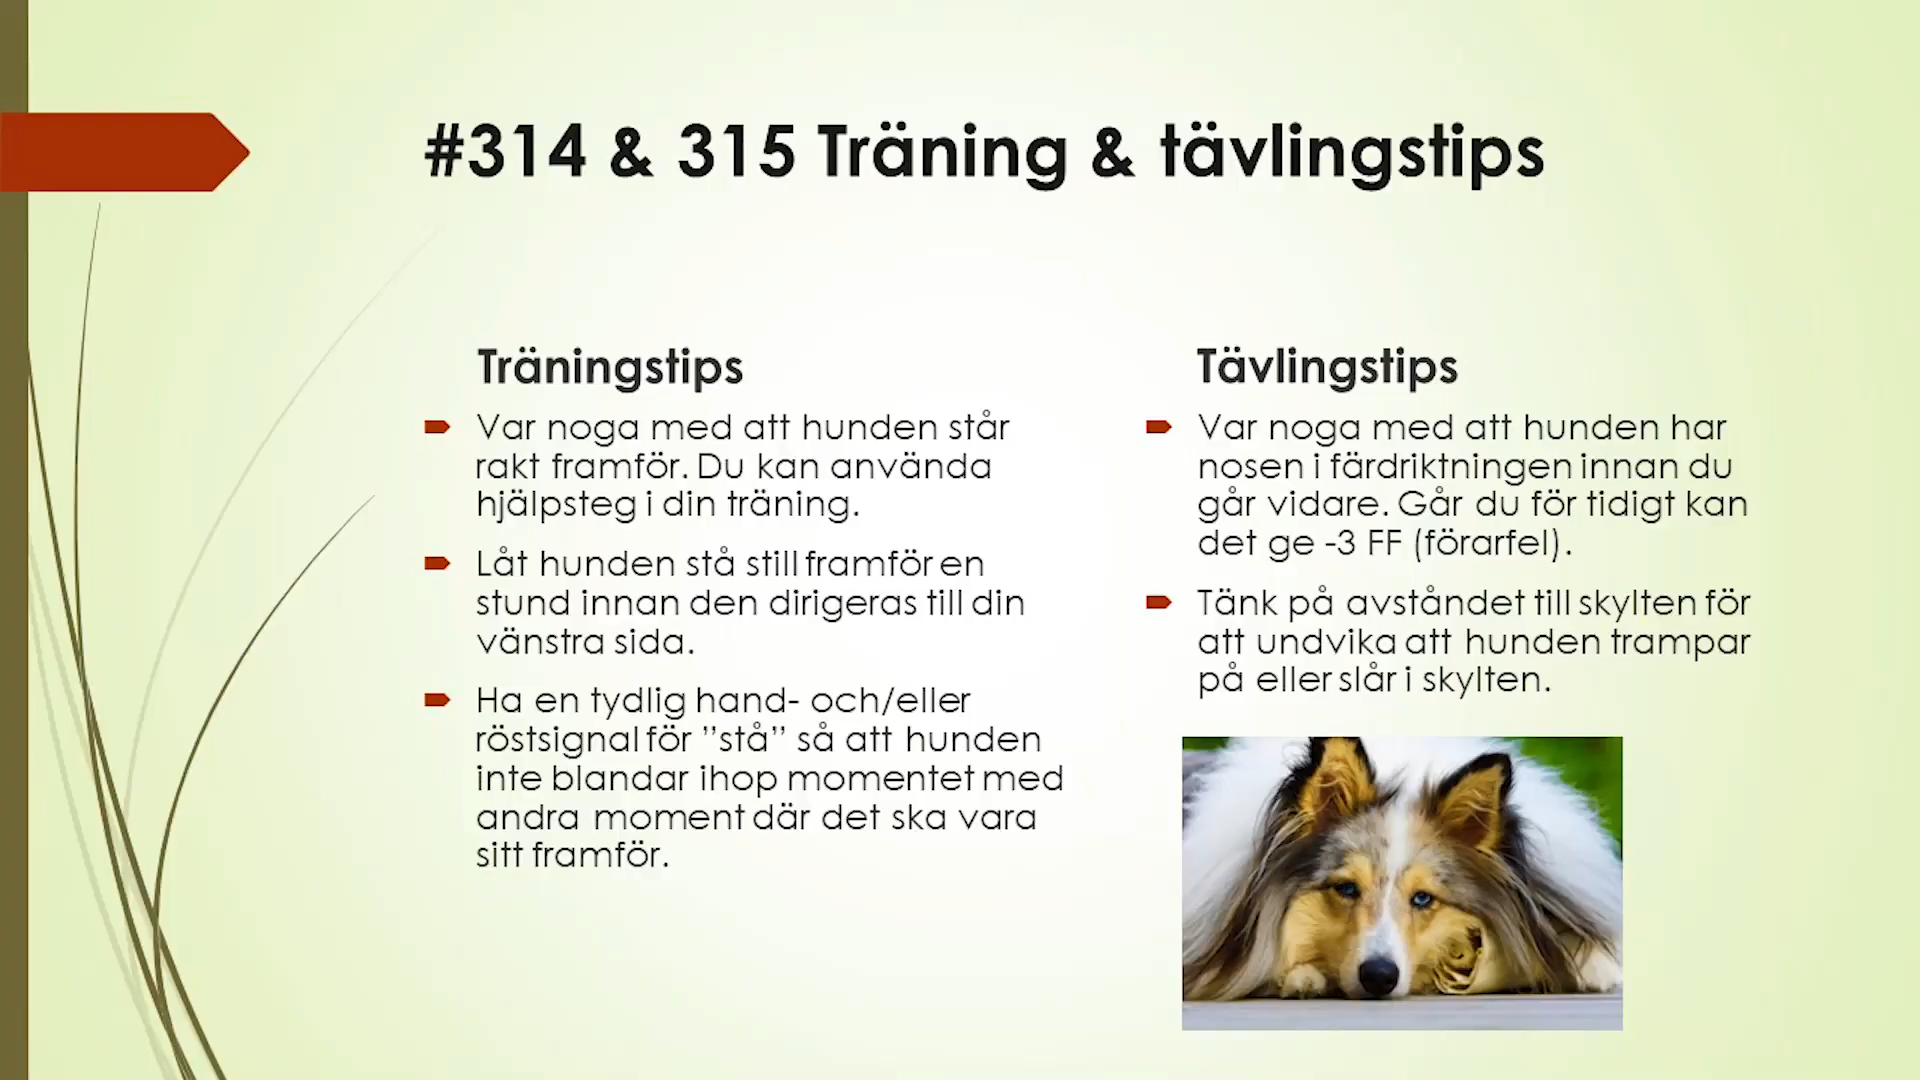 #314 & 315 Träning & tävlingstips
Träningstips
Var noga med att hunden står
rakt framför. Du kan använda
hjälpsteg i din träning.
Låt hunden stå still framför en
stund innan den dirigeras till din
vänstra sida.
Ha en tydlig hand- och/eller
röstsignal för ”stå” så att hunden
inte blandar ihop momentet med
andra moment där det ska vara
sitt framför.
Tävlingstips
Var noga med att hunden har
nosen i färdriktningen innan du
går vidare. Går du för tidigt kan
det ge -3 FF (förarfel).
Tänk på avståndet till skylten för
att undvika att hunden trampar
på eller slår i skylten.